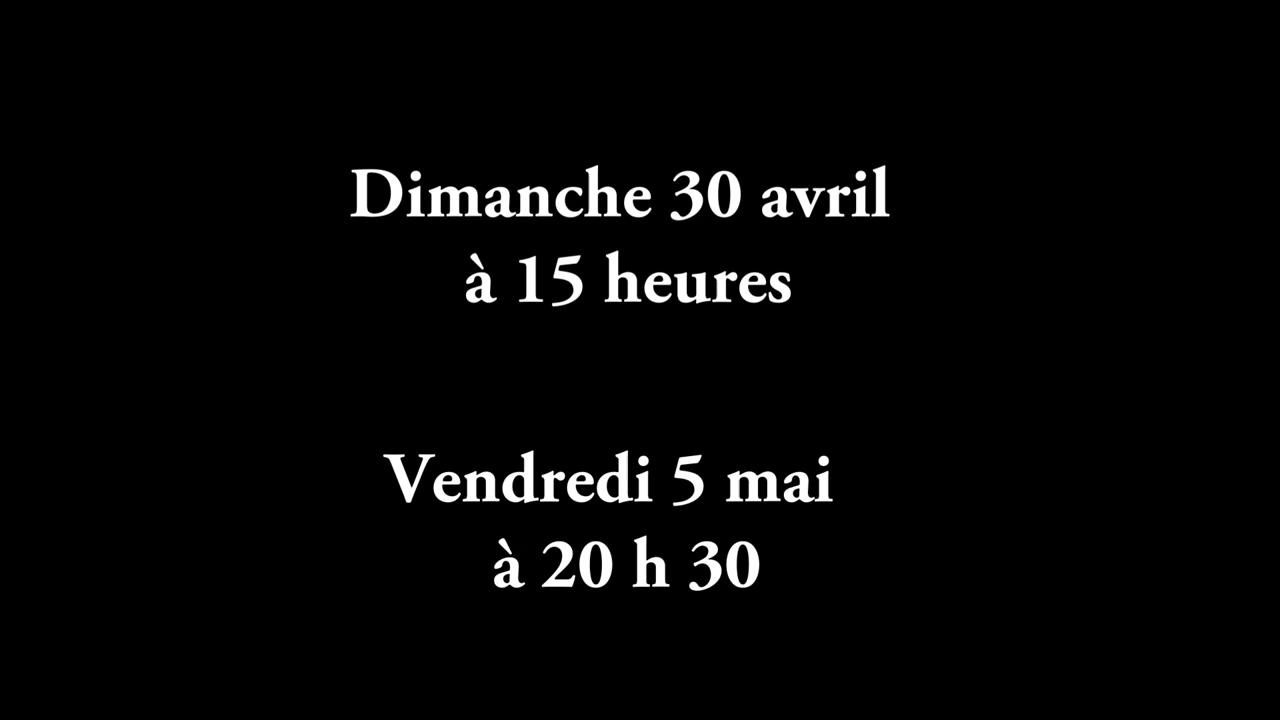 Dimanche 30 avril
à 15 heures
Vendredi 5 mai
à 20 h 30